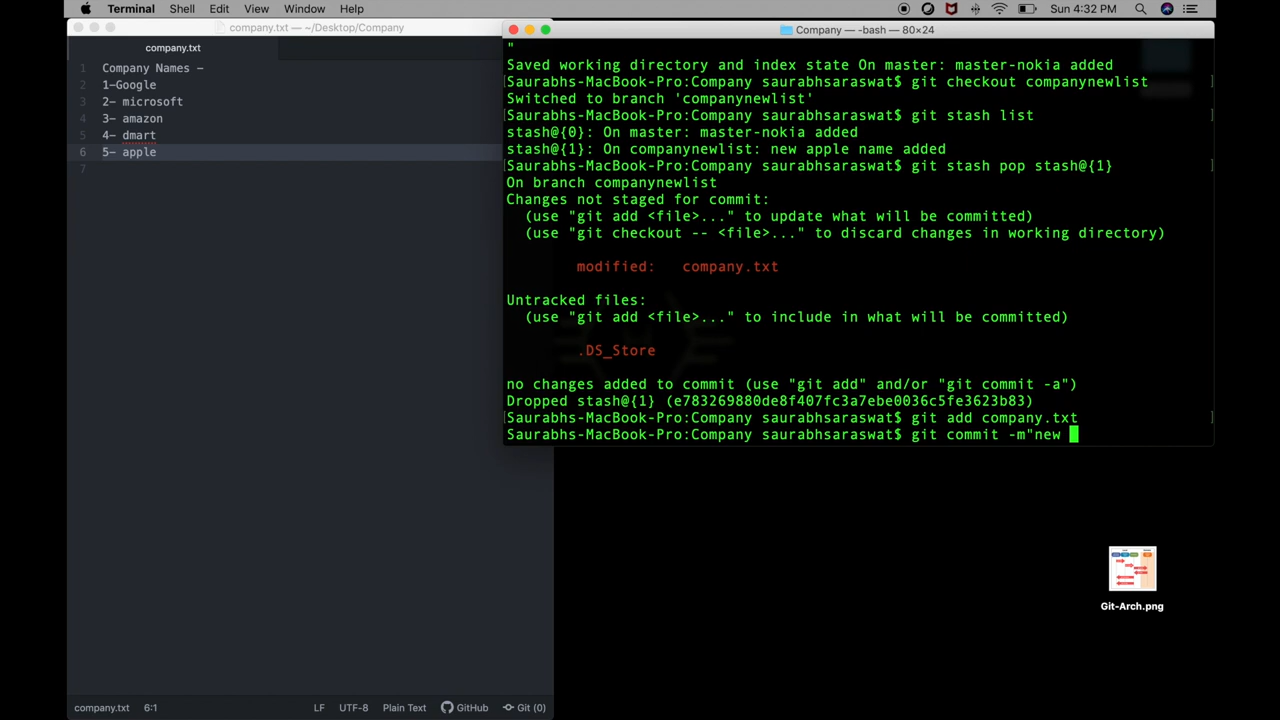 Terminal Shell Edit View Window Help Sun 4:32 PM
company.txt — ~/Desktop/Company
company.txt
1 Company Names -
2 1-Google
3 2- microsoft
4 3- amazon
5 4- dmart
6 5- apple
7
company.txt 6:1 LF UTF-8 Plain Text GitHub Git (0)
Company — -bash — 80×24
"
Saved working directory and index state On master: master-nokia added
[Saurabhs-MacBook-Pro:Company saurabhsaraswat$ git checkout companynewlist ]
Switched to branch 'companynewlist'
[Saurabhs-MacBook-Pro:Company saurabhsaraswat$ git stash list ]
stash@{0}: On master: master-nokia added
stash@{1}: On companynewlist: new apple name added
[Saurabhs-MacBook-Pro:Company saurabhsaraswat$ git stash pop stash@{1} ]
On branch companynewlist
Changes not staged for commit:
(use "git add <file>..." to update what will be committed)
(use "git checkout -- <file>..." to discard changes in working directory)
modified: company.txt
Untracked files:
(use "git add <file>..." to include in what will be committed)
.DS_Store
no changes added to commit (use "git add" and/or "git commit -a")
Dropped stash@{1} (e783269880de8f407fc3a7ebe0036c5fe3623b83)
[Saurabhs-MacBook-Pro:Company saurabhsaraswat$ git add company.txt ]
Saurabhs-MacBook-Pro:Company saurabhsaraswat$ git commit -m"new
Git-Arch.png